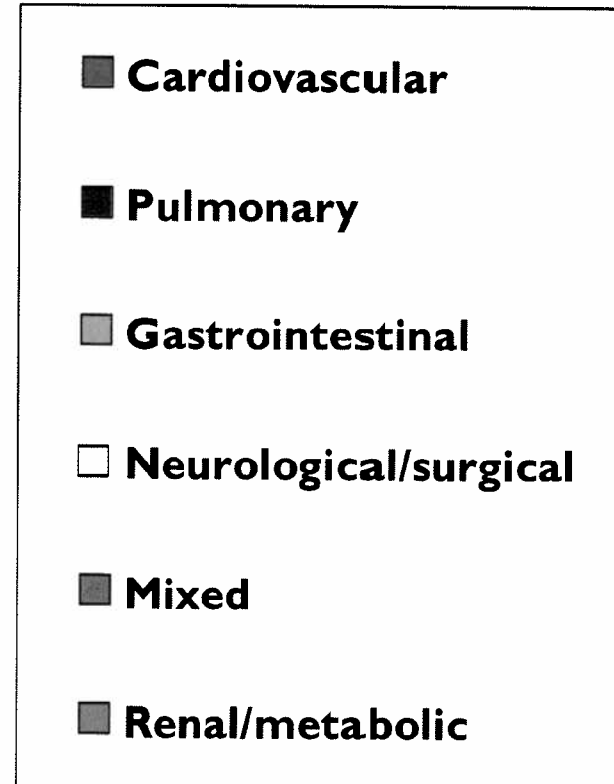 Cardiovascular
Pulmonary
Gastrointestinal
Neurological/surgical
Mixed
Renal/metabolic